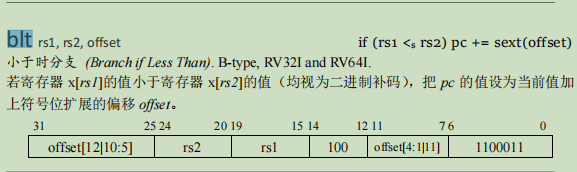 blt rs1, rs2, offset if (rs1 <s rs2) pc += sext(offset)
小于时分支 (Branch if Less Than). B-type, RV32I and RV64I.
若寄存器 x[rs1]的值小于寄存器 x[rs2]的值（均视为二进制补码），把 pc 的值设为当前值加
上符号位扩展的偏移 offset。
31 25 24 20 19 15 14 12 11 7 6 0
offset[12|10:5] rs2 rs1 100 offset[4:1|11] 1100011